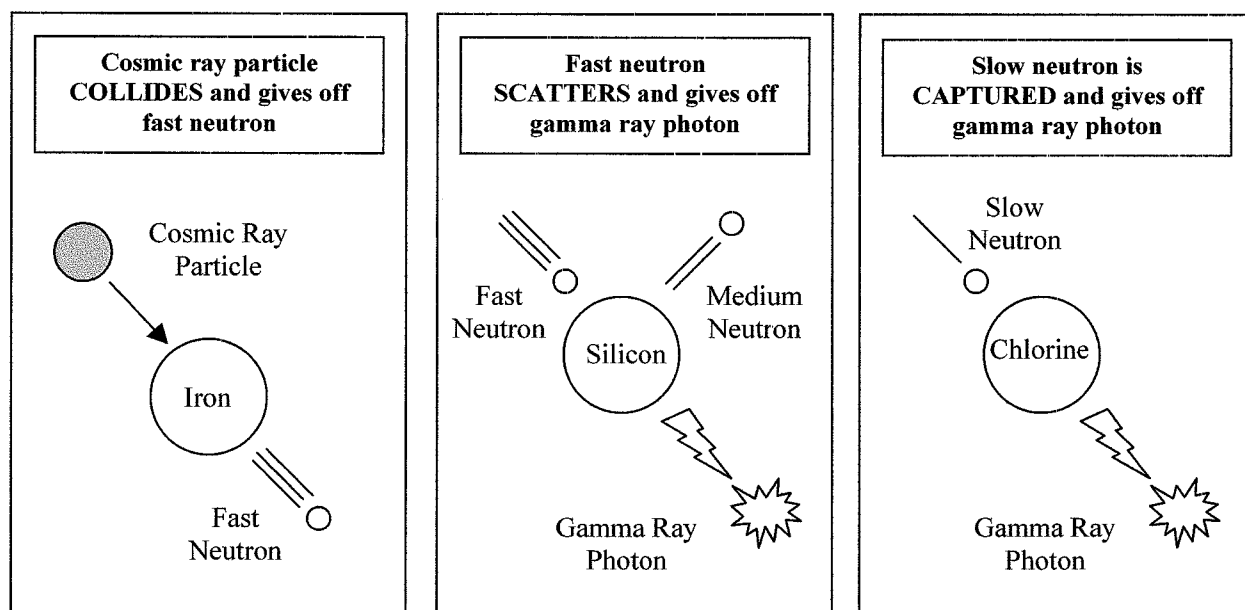 Cosmic ray particle
COLLIDES and gives off
fast neutron
Cosmic Ray
Particle
Iron
Fast
Neutron
Fast neutron
SCATTERS and gives off
gamma ray photon
Fast
Neutron
Medium
Neutron
Silicon
Gamma Ray
Photon
Slow neutron is
CAPTURED and gives off
gamma ray photon
Slow
Neutron
Chlorine
Gamma Ray
Photon